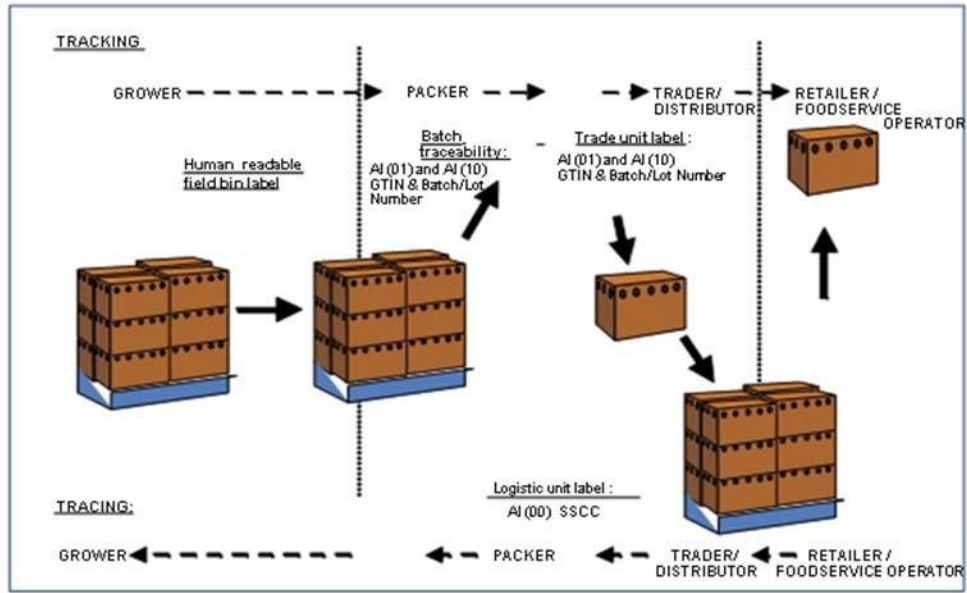 TRACKING
GROWER
PACKER
TRADER/
DISTRIBUTOR
RETAILER /
FOODSERVICE
OPERATOR
Human readable
field bin label
Batch
traceability:
AI (01) and AI (10)
GTIN & Batch/Lot
Number
Trade unit label :
AI (01) and AI (10)
GTIN & Batch/Lot Number
Logistic unit label :
AI (00) SSCC
TRACING:
GROWER
PACKER
TRADER/
DISTRIBUTOR
RETAILER /
FOODSERVICE OPERATOR